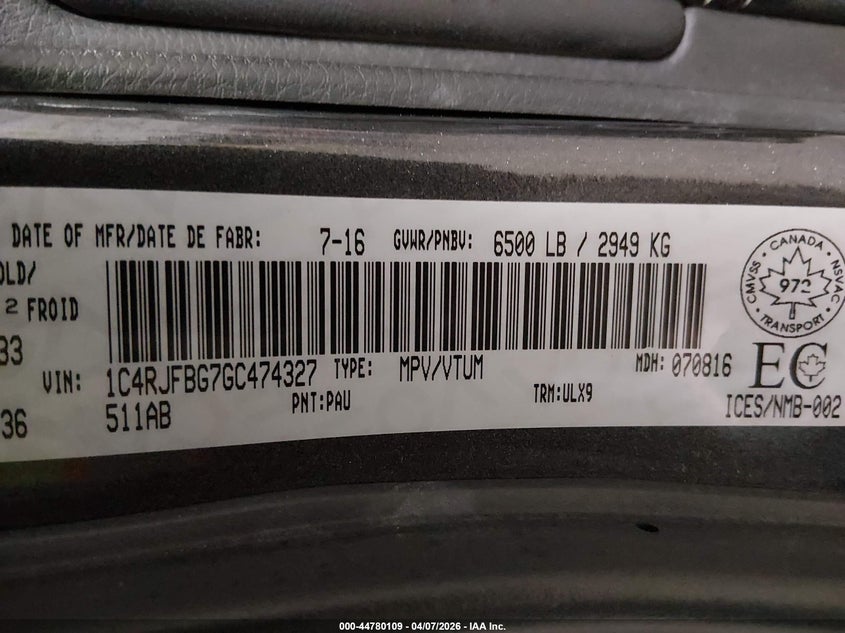 DATE OF MFR/DATE DE FABR: 7-16 GVWR/PNBV: 6500 LB / 2949 KG
OLD/
2 FROID
33
VIN: 1C4RJFBG7GC474327 TYPE: MPV/VTUM MDH: 070816
36 511AB PNT:PAU TRM:ULX9
CANADA
CMVSS 972 NSVAC
TRANSPORT
EC
ICES/NMB-002
000-44780109 - 04/07/2026 - IAA Inc.